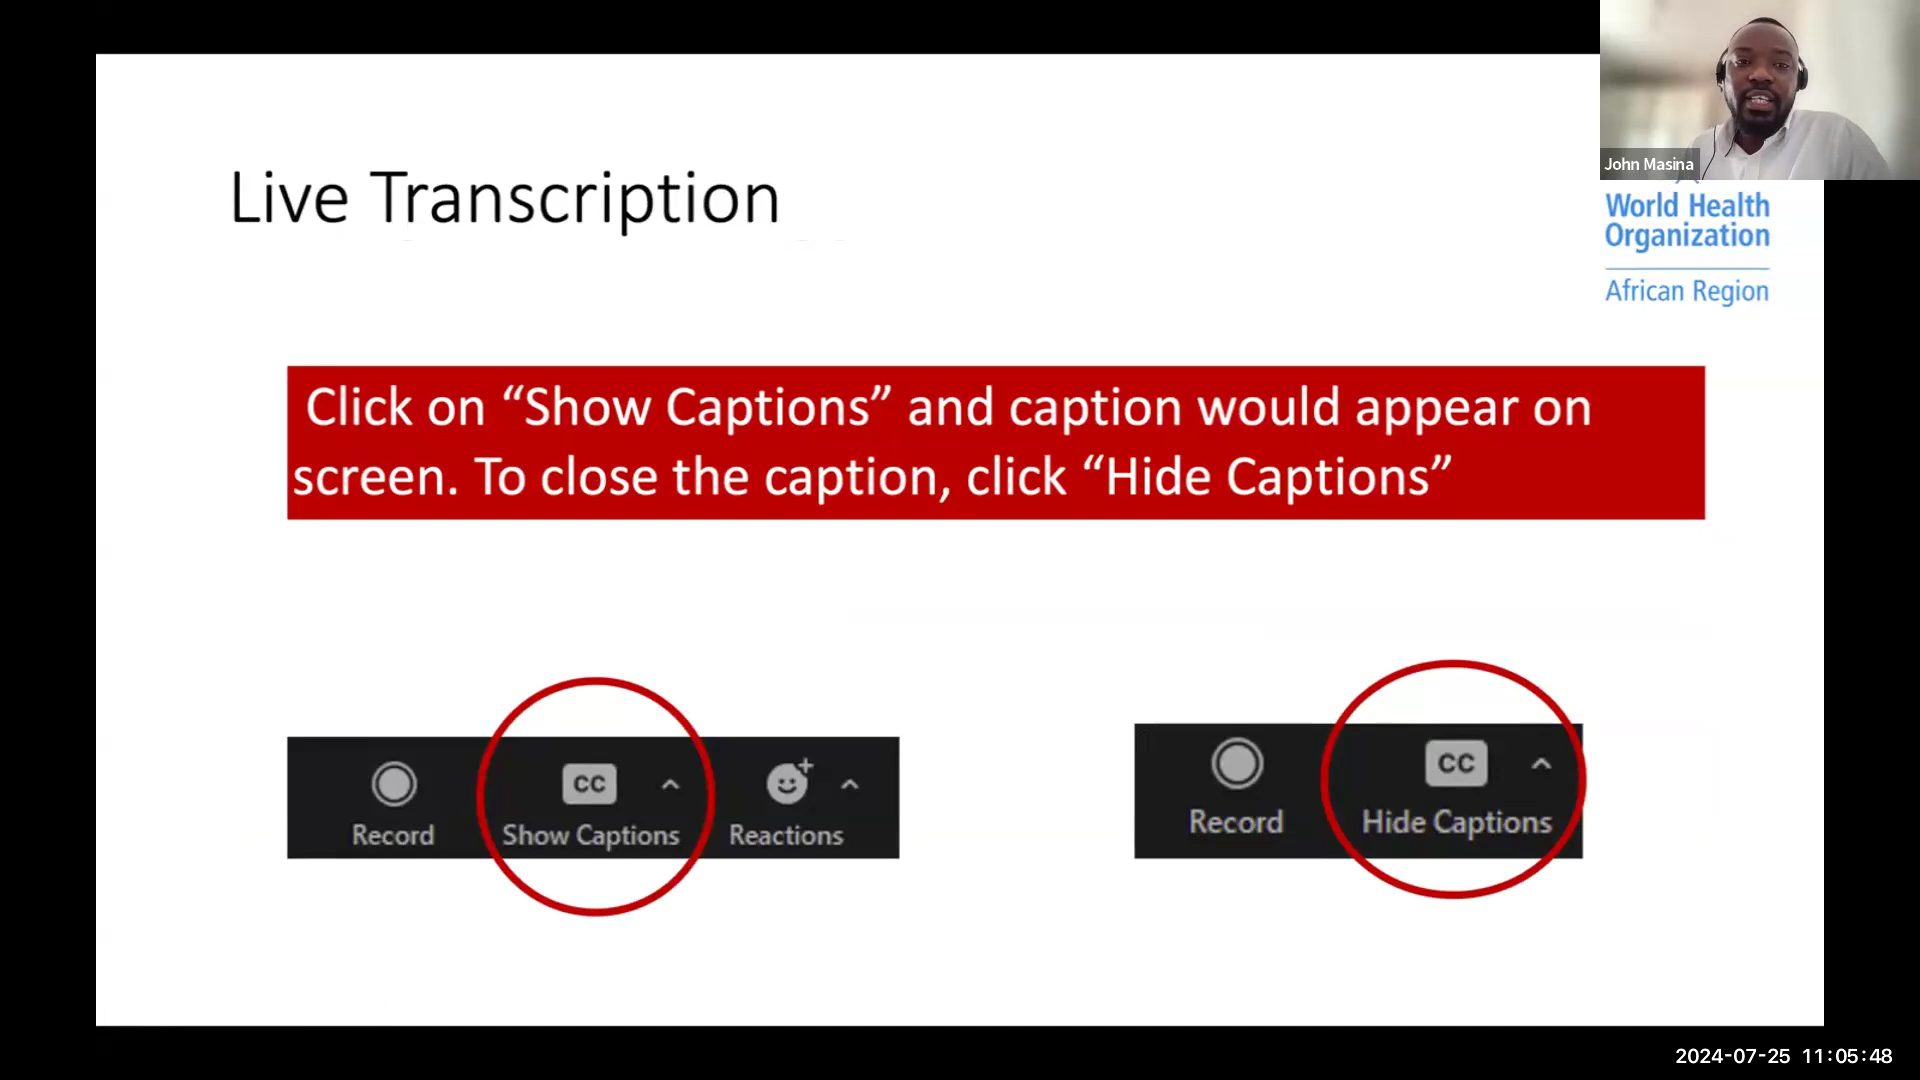 John Masina
Live Transcription
World Health
Organization
African Region
Click on “Show Captions” and caption would appear on
screen. To close the caption, click “Hide Captions”
CC
Record
Show Captions
Reactions
CC
Record
Hide Captions
2024-07-25 11:05:48